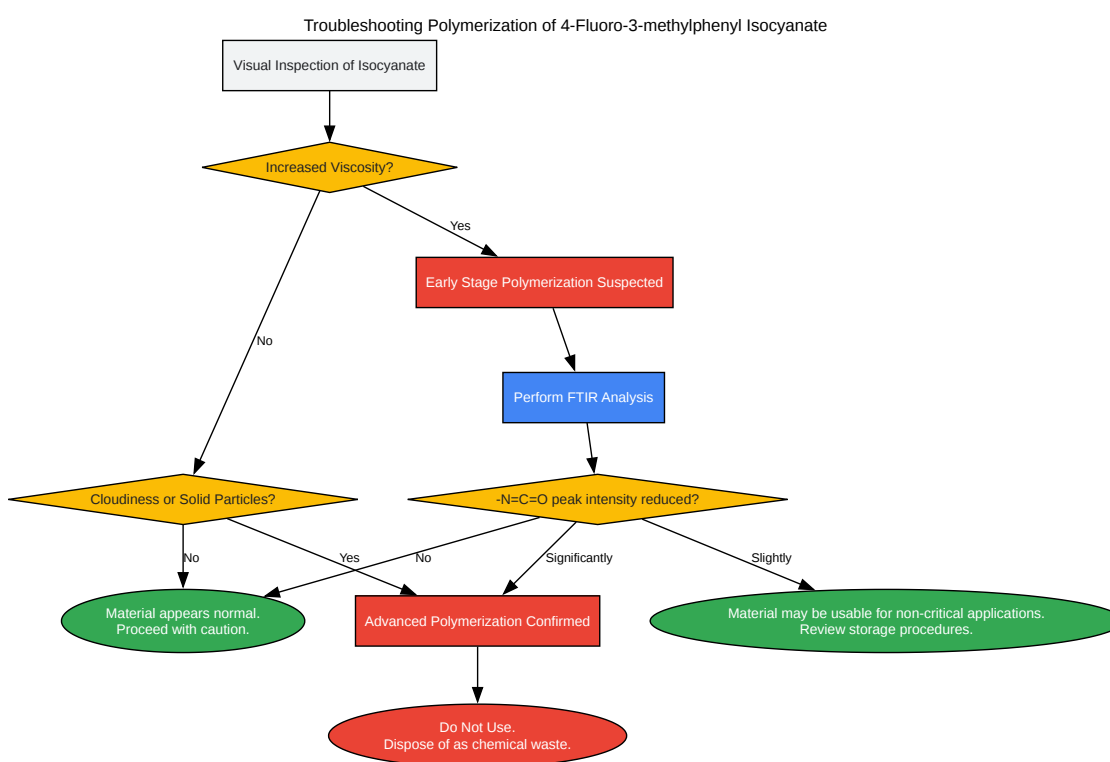 Troubleshooting Polymerization of 4-Fluoro-3-methylphenyl Isocyanate
Visual Inspection of Isocyanate
Increased Viscosity?
Yes
Early Stage Polymerization Suspected
No
Perform FTIR Analysis
Cloudiness or Solid Particles?
-N=C=O peak intensity reduced?
No
Yes
No
Significantly
Slightly
Material appears normal.
Proceed with caution.
Advanced Polymerization Confirmed
Material may be usable for non-critical applications.
Review storage procedures.
Do Not Use.
Dispose of as chemical waste.